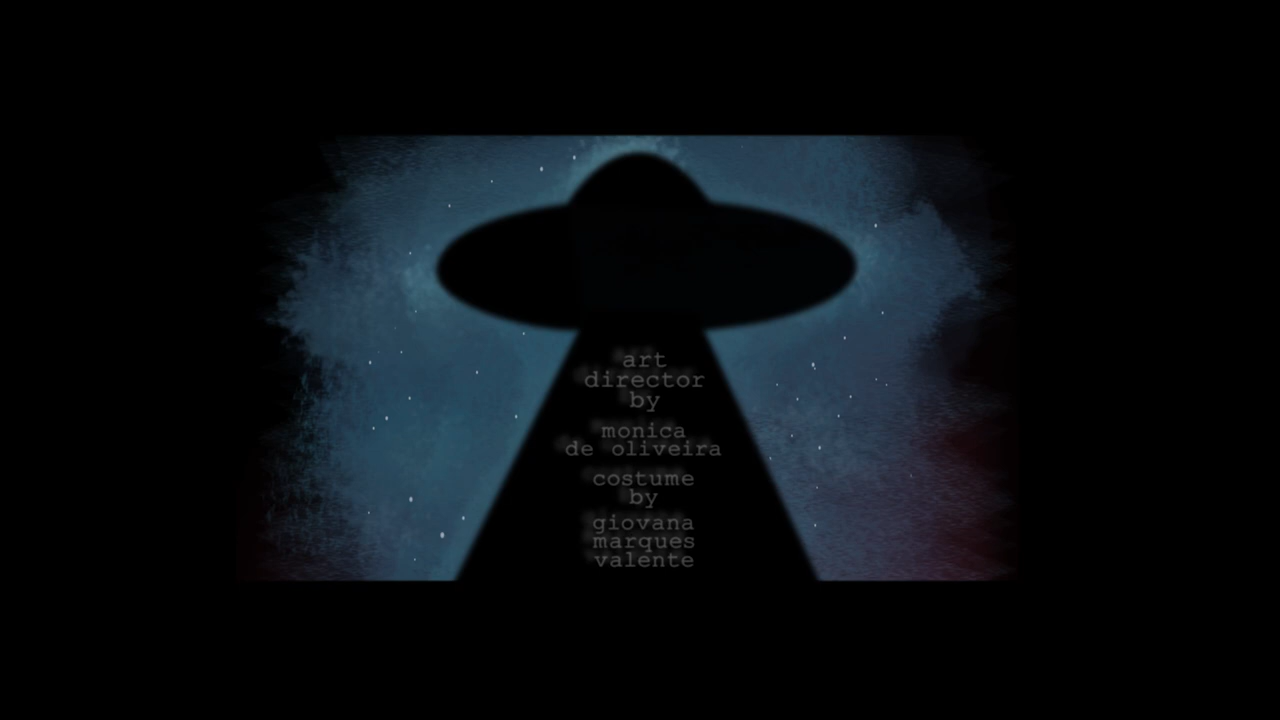 art
director
by
monica
de oliveira
costume
by
giovana
marques
valente